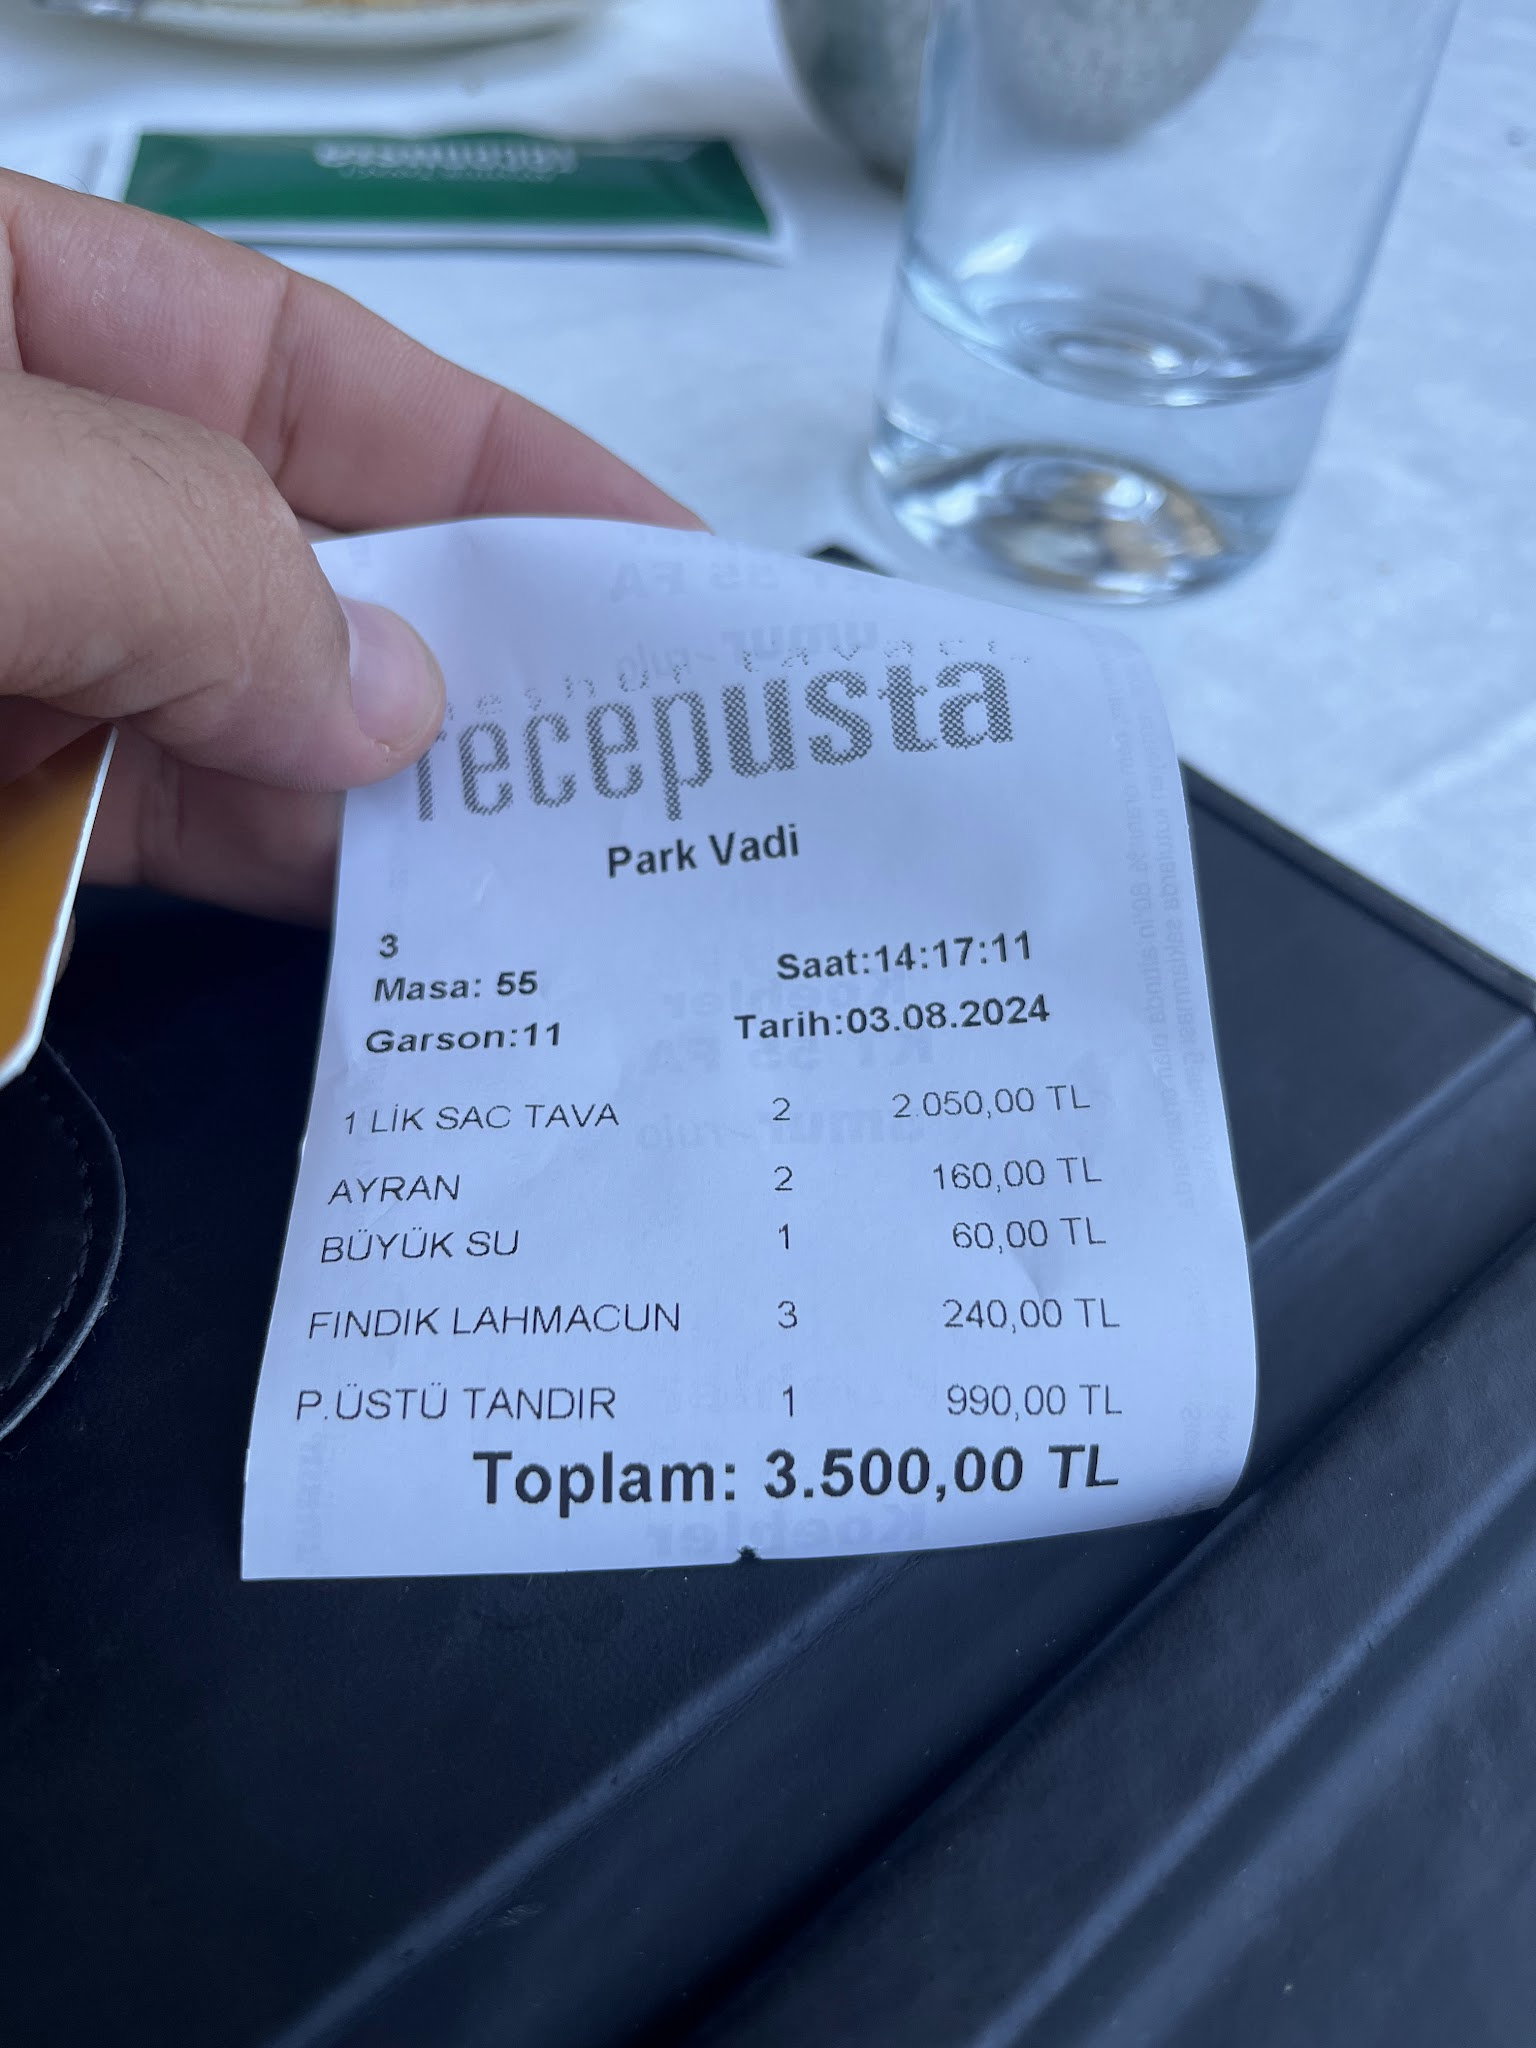 recepusta
Park Vadi
3
Masa: 55 Saat:14:17:11
Garson:11 Tarih:03.08.2024
1 LİK SAC TAVA 2 2.050,00 TL
AYRAN 2 160,00 TL
BÜYÜK SU 1 60,00 TL
FINDIK LAHMACUN 3 240,00 TL
P.ÜSTÜ TANDIR 1 990,00 TL
Toplam: 3.500,00 TL